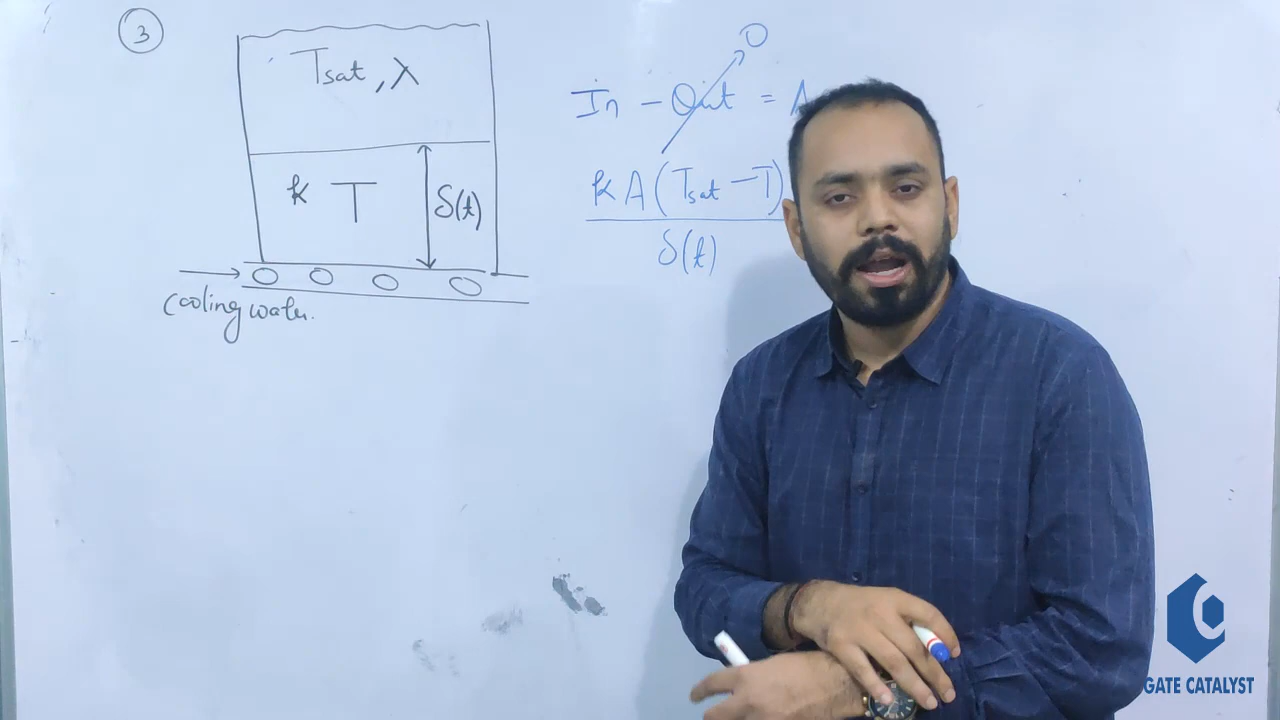 3
Tsat, λ
k T δ(t)
Cooling water.
In - Out = A
0
kA(Tsat - T)
δ(t)
GATE CATALYST